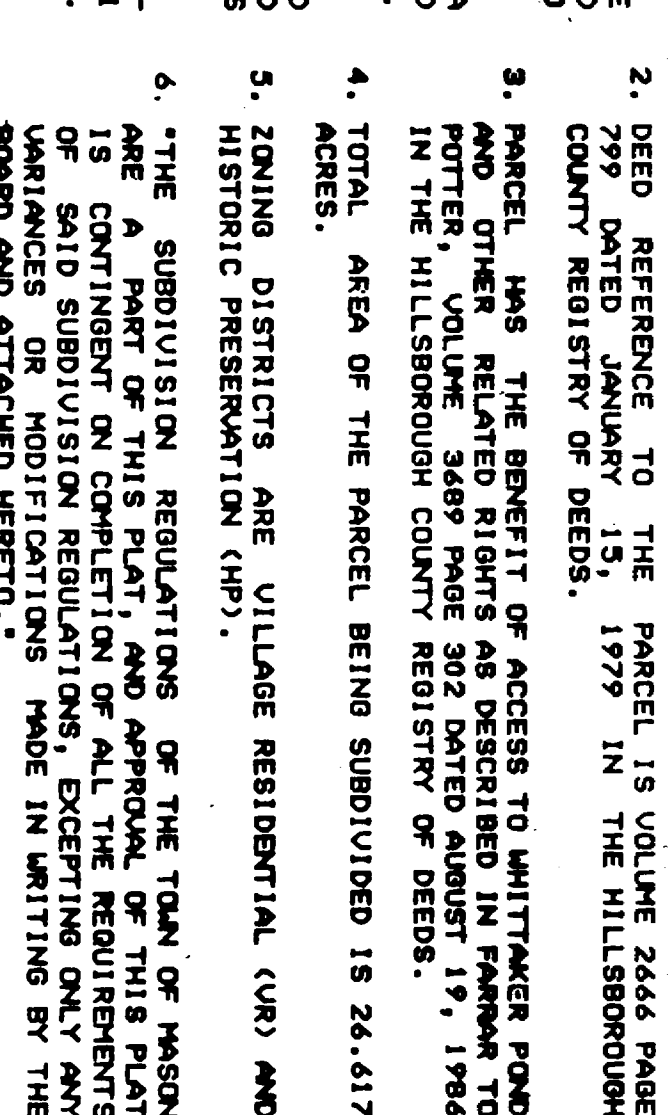 2. DEED REFERENCE TO THE PARCEL IS VOLUME 2666 PAGE
799 DATED JANUARY 15, 1979 IN THE HILLSBOROUGH
COUNTY REGISTRY OF DEEDS.
3. PARCEL HAS THE BENEFIT OF ACCESS TO WHITTAKER POND
AND OTHER RELATED RIGHTS AS DESCRIBED IN FARRAR TO
POTTER, VOLUME 3689 PAGE 302 DATED AUGUST 19, 1986
IN THE HILLSBOROUGH COUNTY REGISTRY OF DEEDS.
4. TOTAL AREA OF THE PARCEL BEING SUBDIVIDED IS 26.617
ACRES.
5. ZONING DISTRICTS ARE VILLAGE RESIDENTIAL (VR) AND
HISTORIC PRESERVATION (HP).
6. "THE SUBDIVISION REGULATIONS OF THE TOWN OF MASON
ARE A PART OF THIS PLAT, AND APPROVAL OF THIS PLAT
IS CONTINGENT ON COMPLETION OF ALL THE REQUIREMENTS
OF SAID SUBDIVISION REGULATIONS, EXCEPTING ONLY ANY
VARIANCES OR MODIFICATIONS MADE IN WRITING BY THE
BOARD AND ATTACHED HERETO."